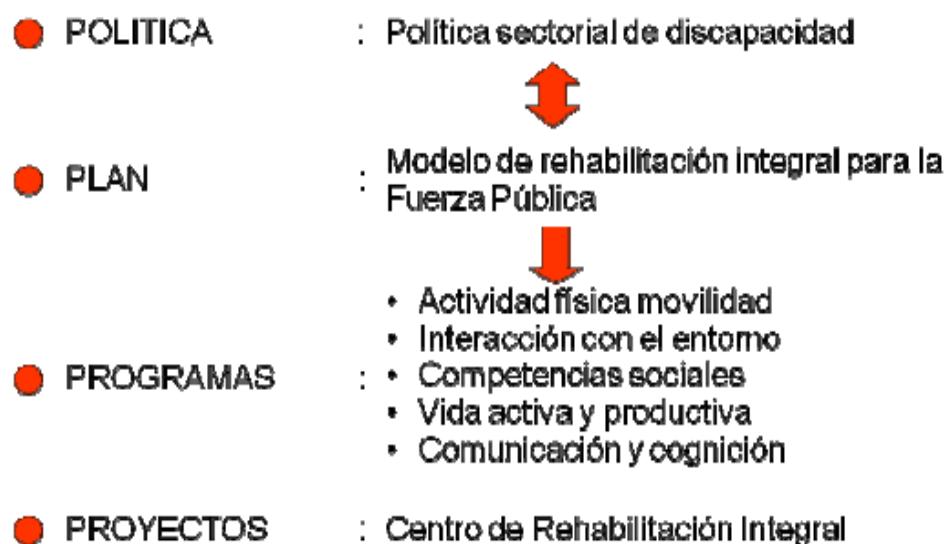 POLITICA : Política sectorial de discapacidad
PLAN : Modelo de rehabilitación integral para la
Fuerza Pública
• Actividad física movilidad
• Interacción con el entorno
PROGRAMAS : • Competencias sociales
• Vida activa y productiva
• Comunicación y cognición
PROYECTOS : Centro de Rehabilitación Integral